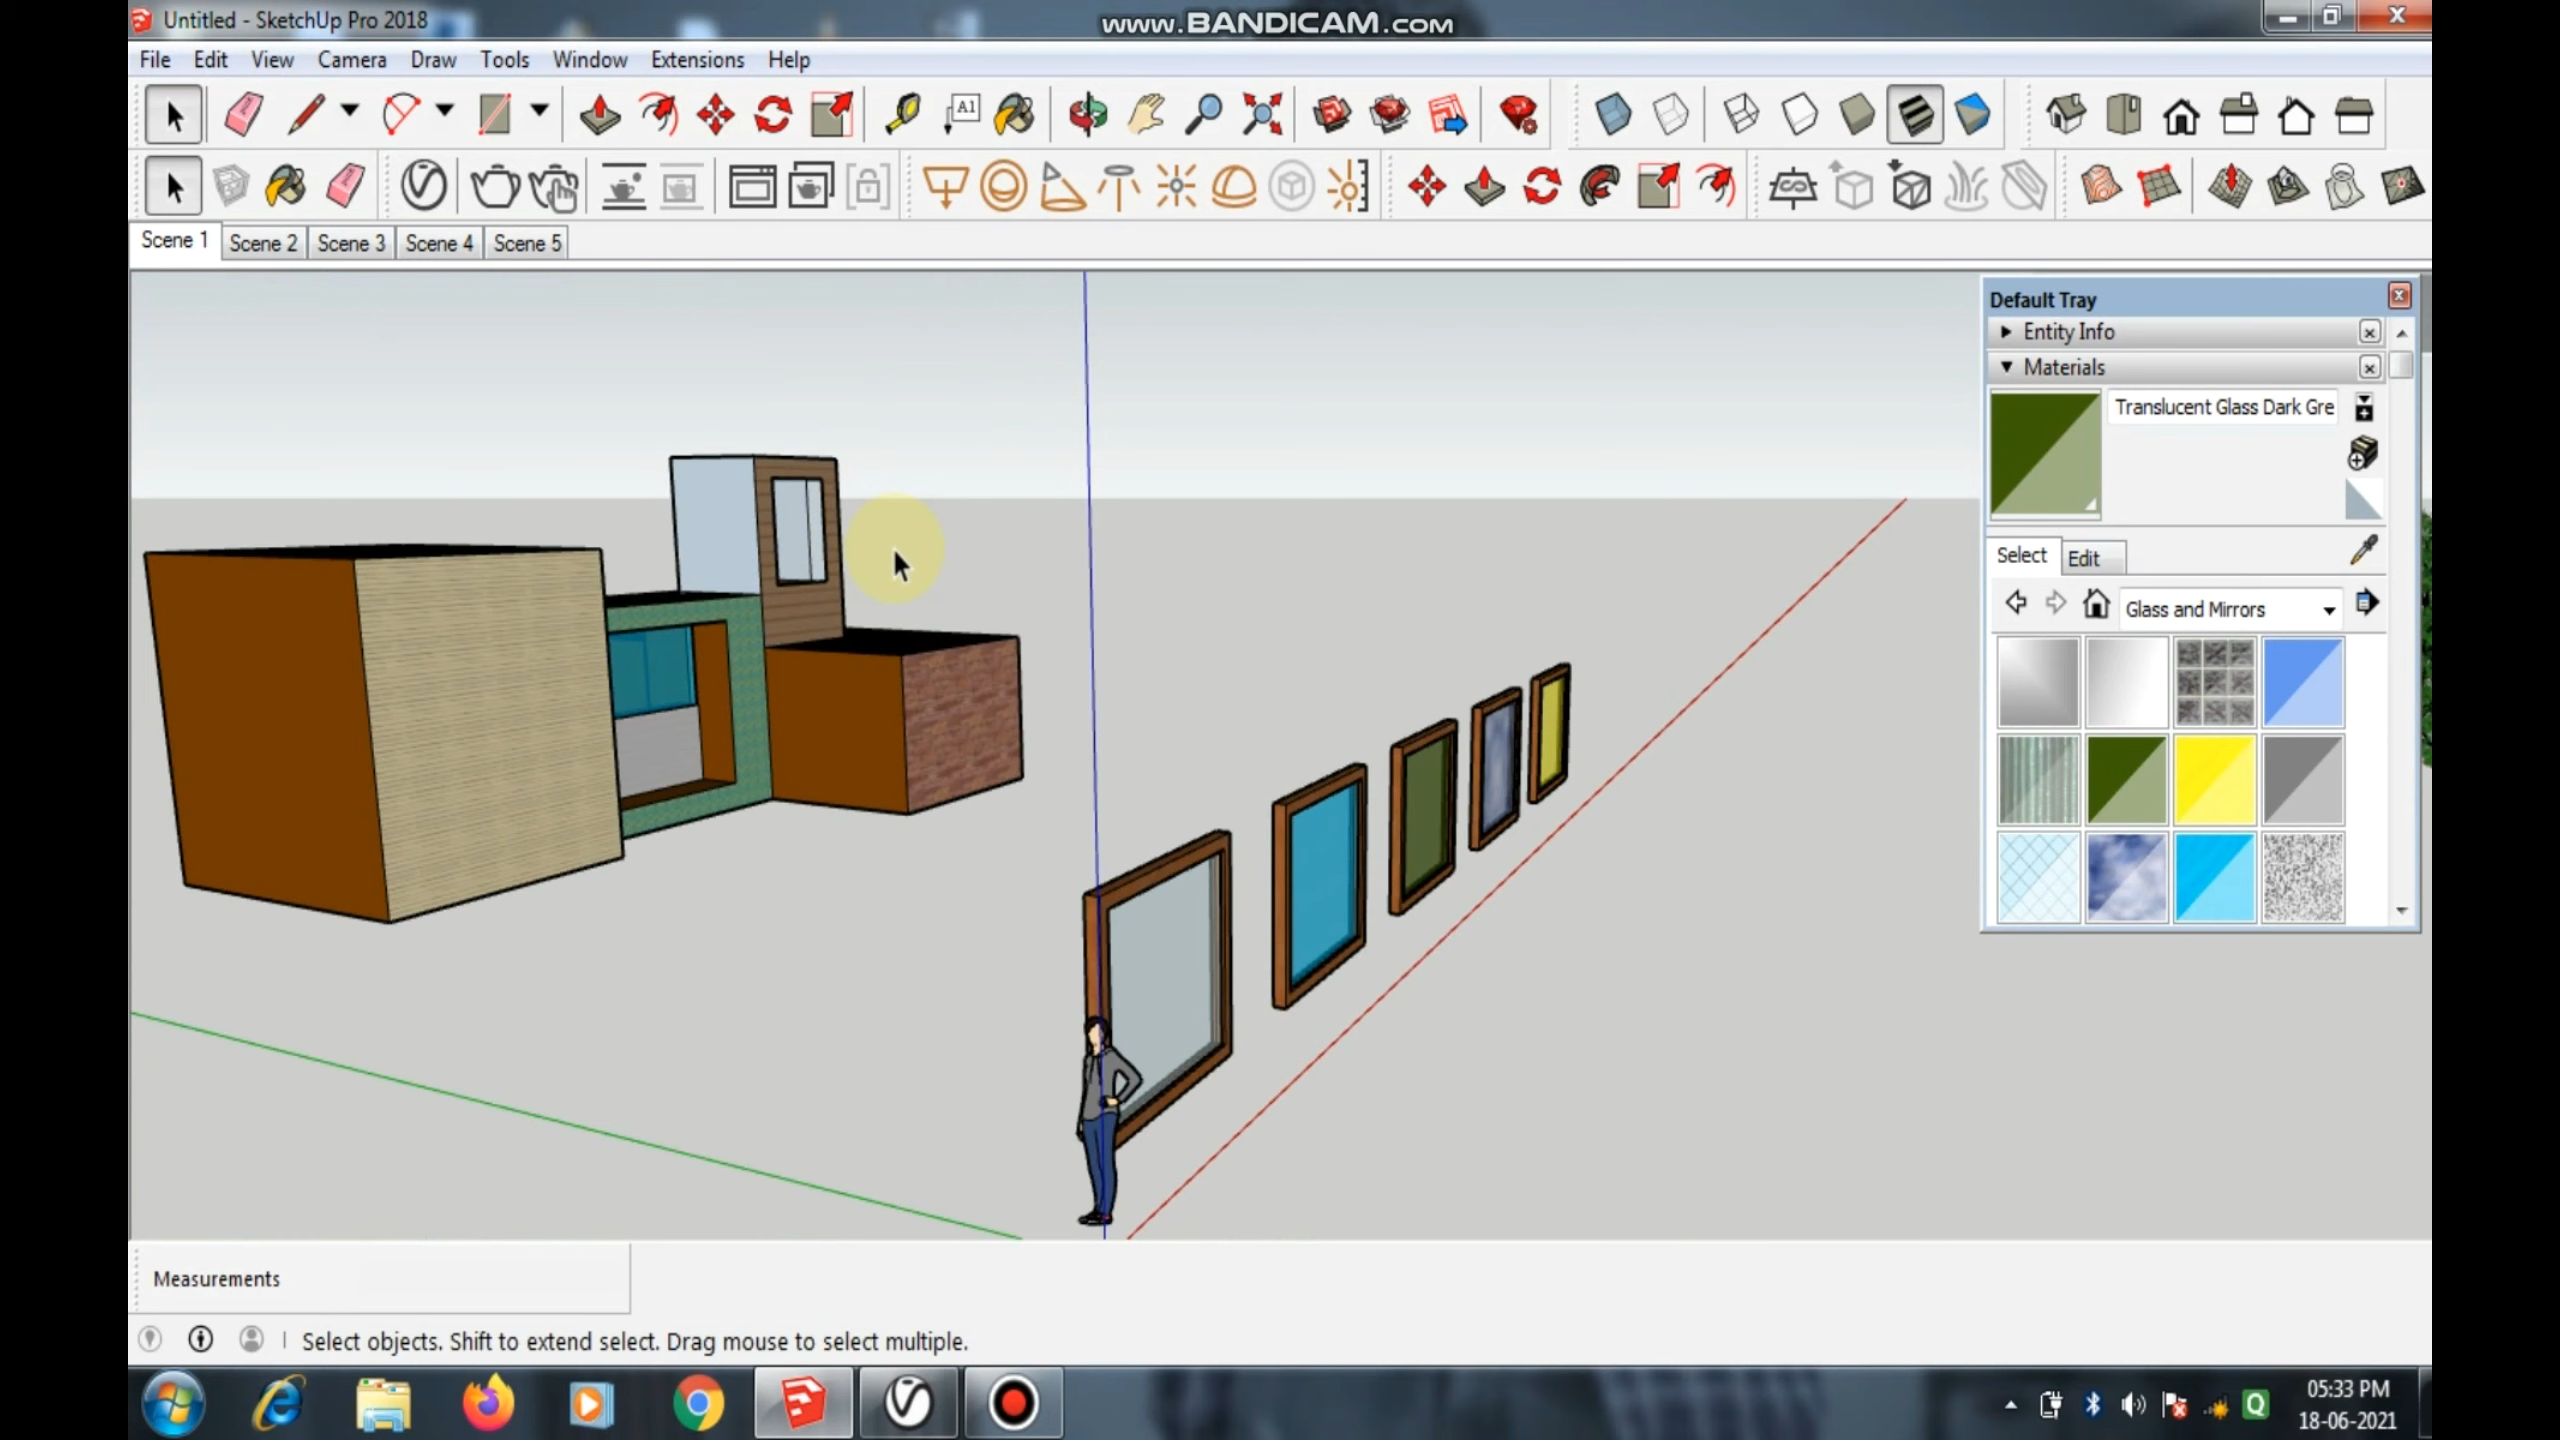 Untitled - SketchUp Pro 2018
www.BANDICAM.com
File Edit View Camera Draw Tools Window Extensions Help
A1
Scene 1 Scene 2 Scene 3 Scene 4 Scene 5
Default Tray
Entity Info
Materials
Translucent Glass Dark Gre
Select Edit
Glass and Mirrors
Measurements
Select objects. Shift to extend select. Drag mouse to select multiple.
05:33 PM
18-06-2021